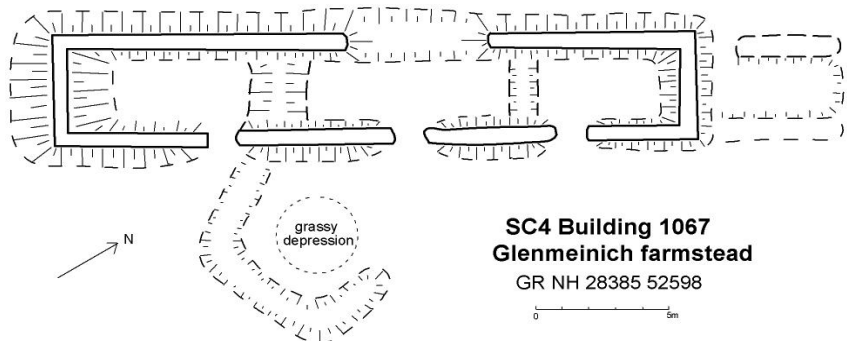 grassy
depression
N
SC4 Building 1067
Glenmeinich farmstead
GR NH 28385 52598
0 5m